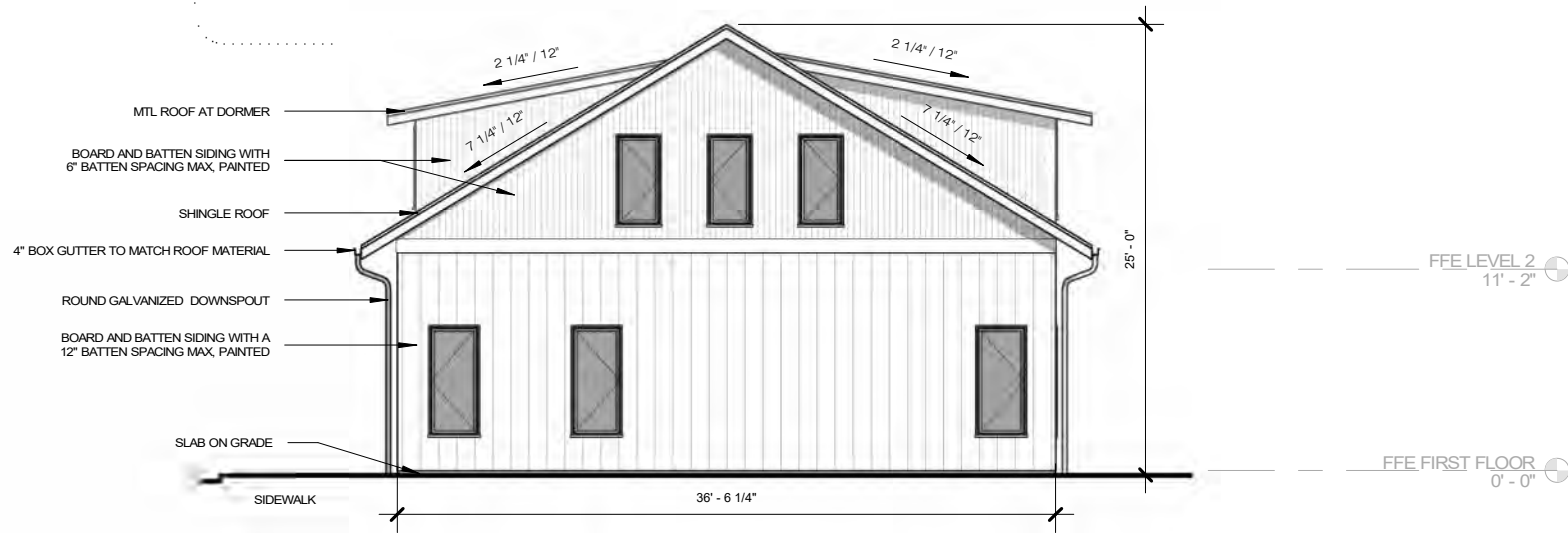 2 1/4" / 12"
2 1/4" / 12"
MTL ROOF AT DORMER
7 1/4" / 12"
7 1/4" / 12"
BOARD AND BATTEN SIDING WITH
6" BATTEN SPACING MAX, PAINTED
SHINGLE ROOF
4" BOX GUTTER TO MATCH ROOF MATERIAL
25' - 0"
FFE LEVEL 2
11' - 2"
ROUND GALVANIZED DOWNSPOUT
BOARD AND BATTEN SIDING WITH A
12" BATTEN SPACING MAX, PAINTED
SLAB ON GRADE
FFE FIRST FLOOR
0' - 0"
SIDEWALK
36' - 6 1/4"